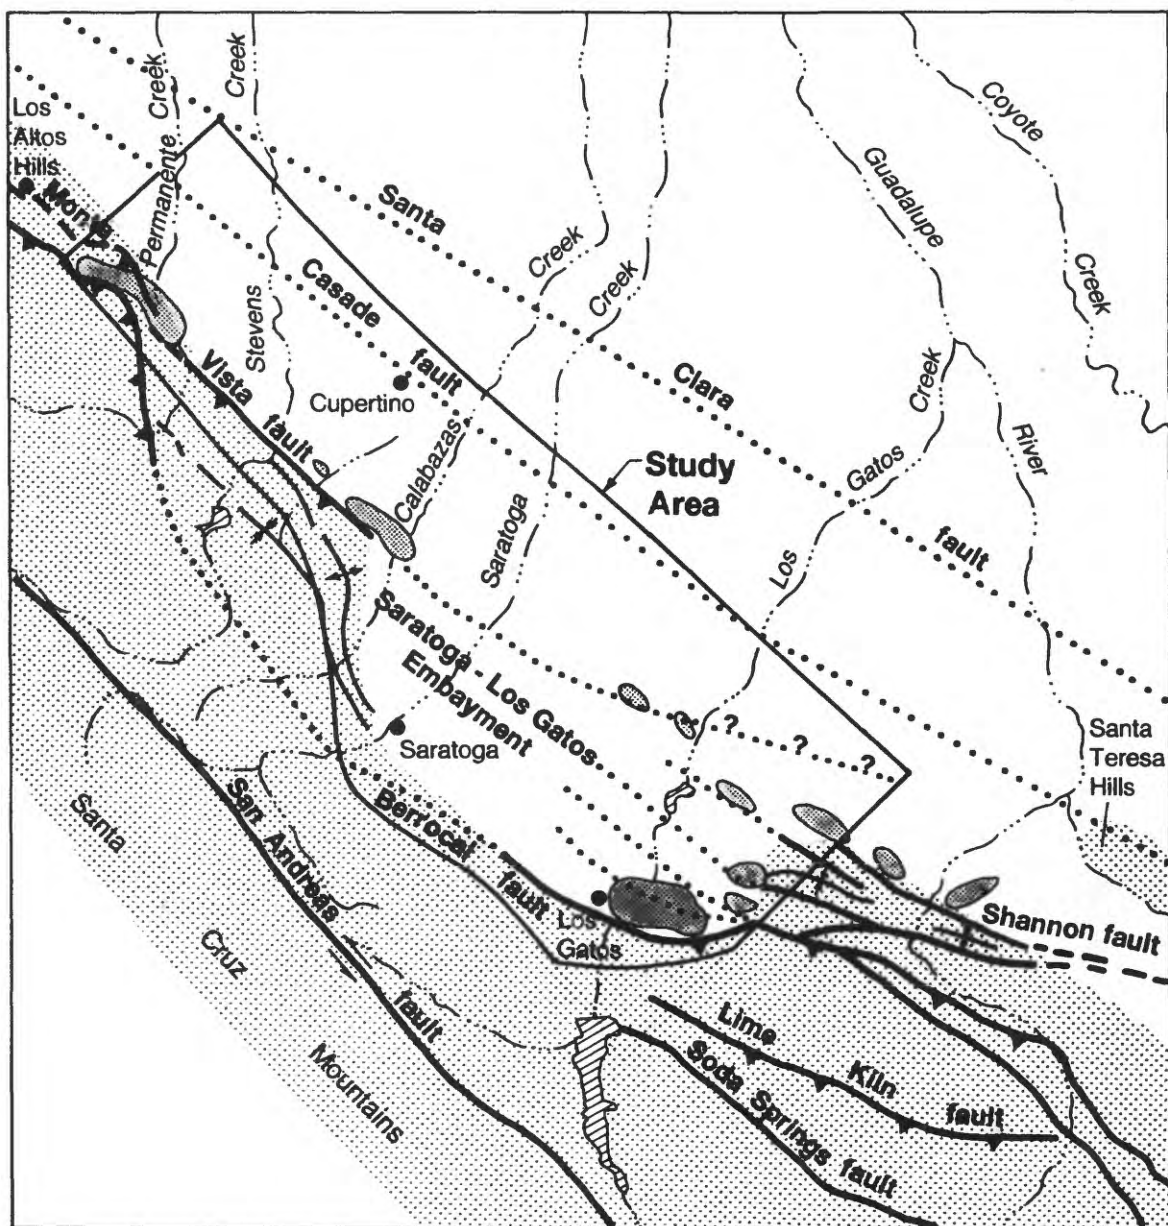 Creek
Creek
Coyote
Creek
Los
Altos
Hills
Permanente
Monta
Santa
Guadalupe
Creek
Creek
Casade
Stevens
fault
Clara
Creek
Vista
Cupertino
fault
River
Study
Area
Calabazas
Gatos
Saratoga
Los
fault
Saratoga - Los Gatos
Embayment
?
?
?
Saratoga
Santa
Teresa
Hills
Santa
San Andreas
Berrocal
fault
Los
Gatos
Shannon fault
Cruz
fault
Lime
Kiln
fault
Soda Springs fault
Mountains